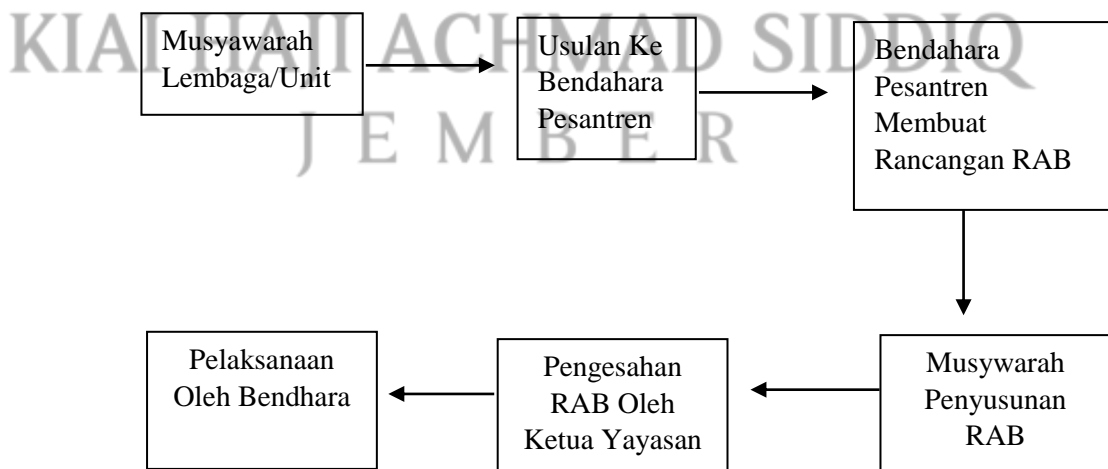 KIAI HAJI ACHMAD SIDDIQ
J E M B E R
Musyawarah
Lembaga/Unit
Usulan Ke
Bendahara
Pesantren
Bendahara
Pesantren
Membuat
Rancangan RAB
Musywarah
Penyusunan
RAB
Pengesahan
RAB Oleh
Ketua Yayasan
Pelaksanaan
Oleh Bendhara